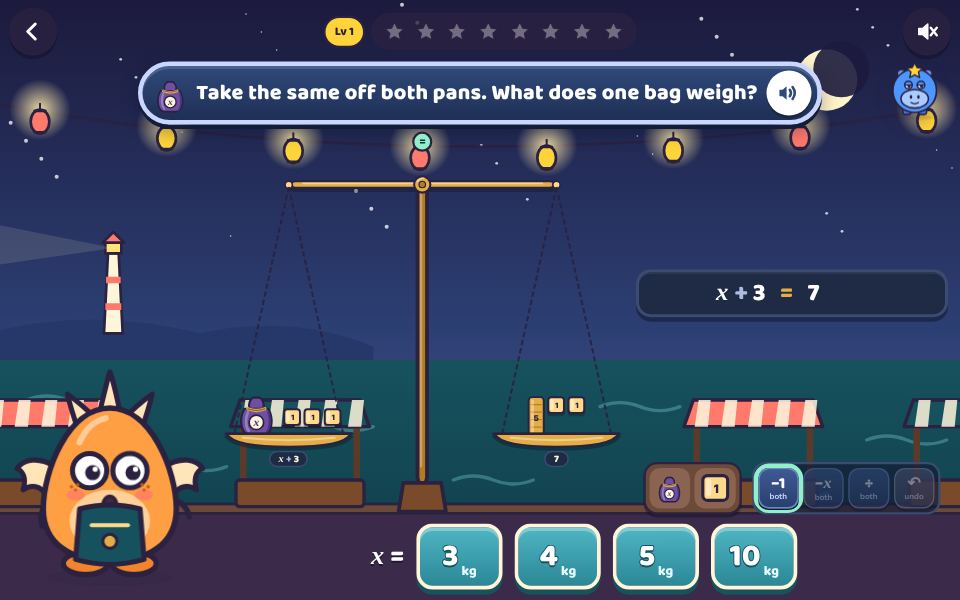 Lv 1
Take the same off both pans. What does one bag weigh?
x
=
x + 3 = 7
x 1 1 1
5 1 1
x + 3
7
x 1
−1 both
−x both
÷ both
undo
x = 3 kg 4 kg 5 kg 10 kg